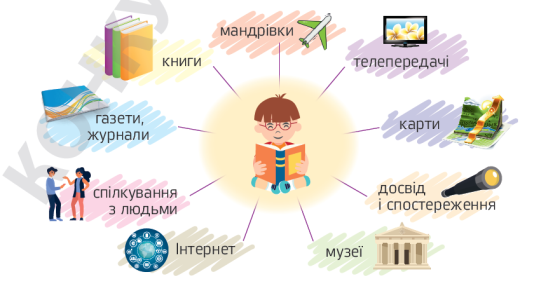 мандрівки
книги
телепередачі
газети,
журнали
карти
спілкування
з людьми
досвід
і спостереження
Інтернет
музеї